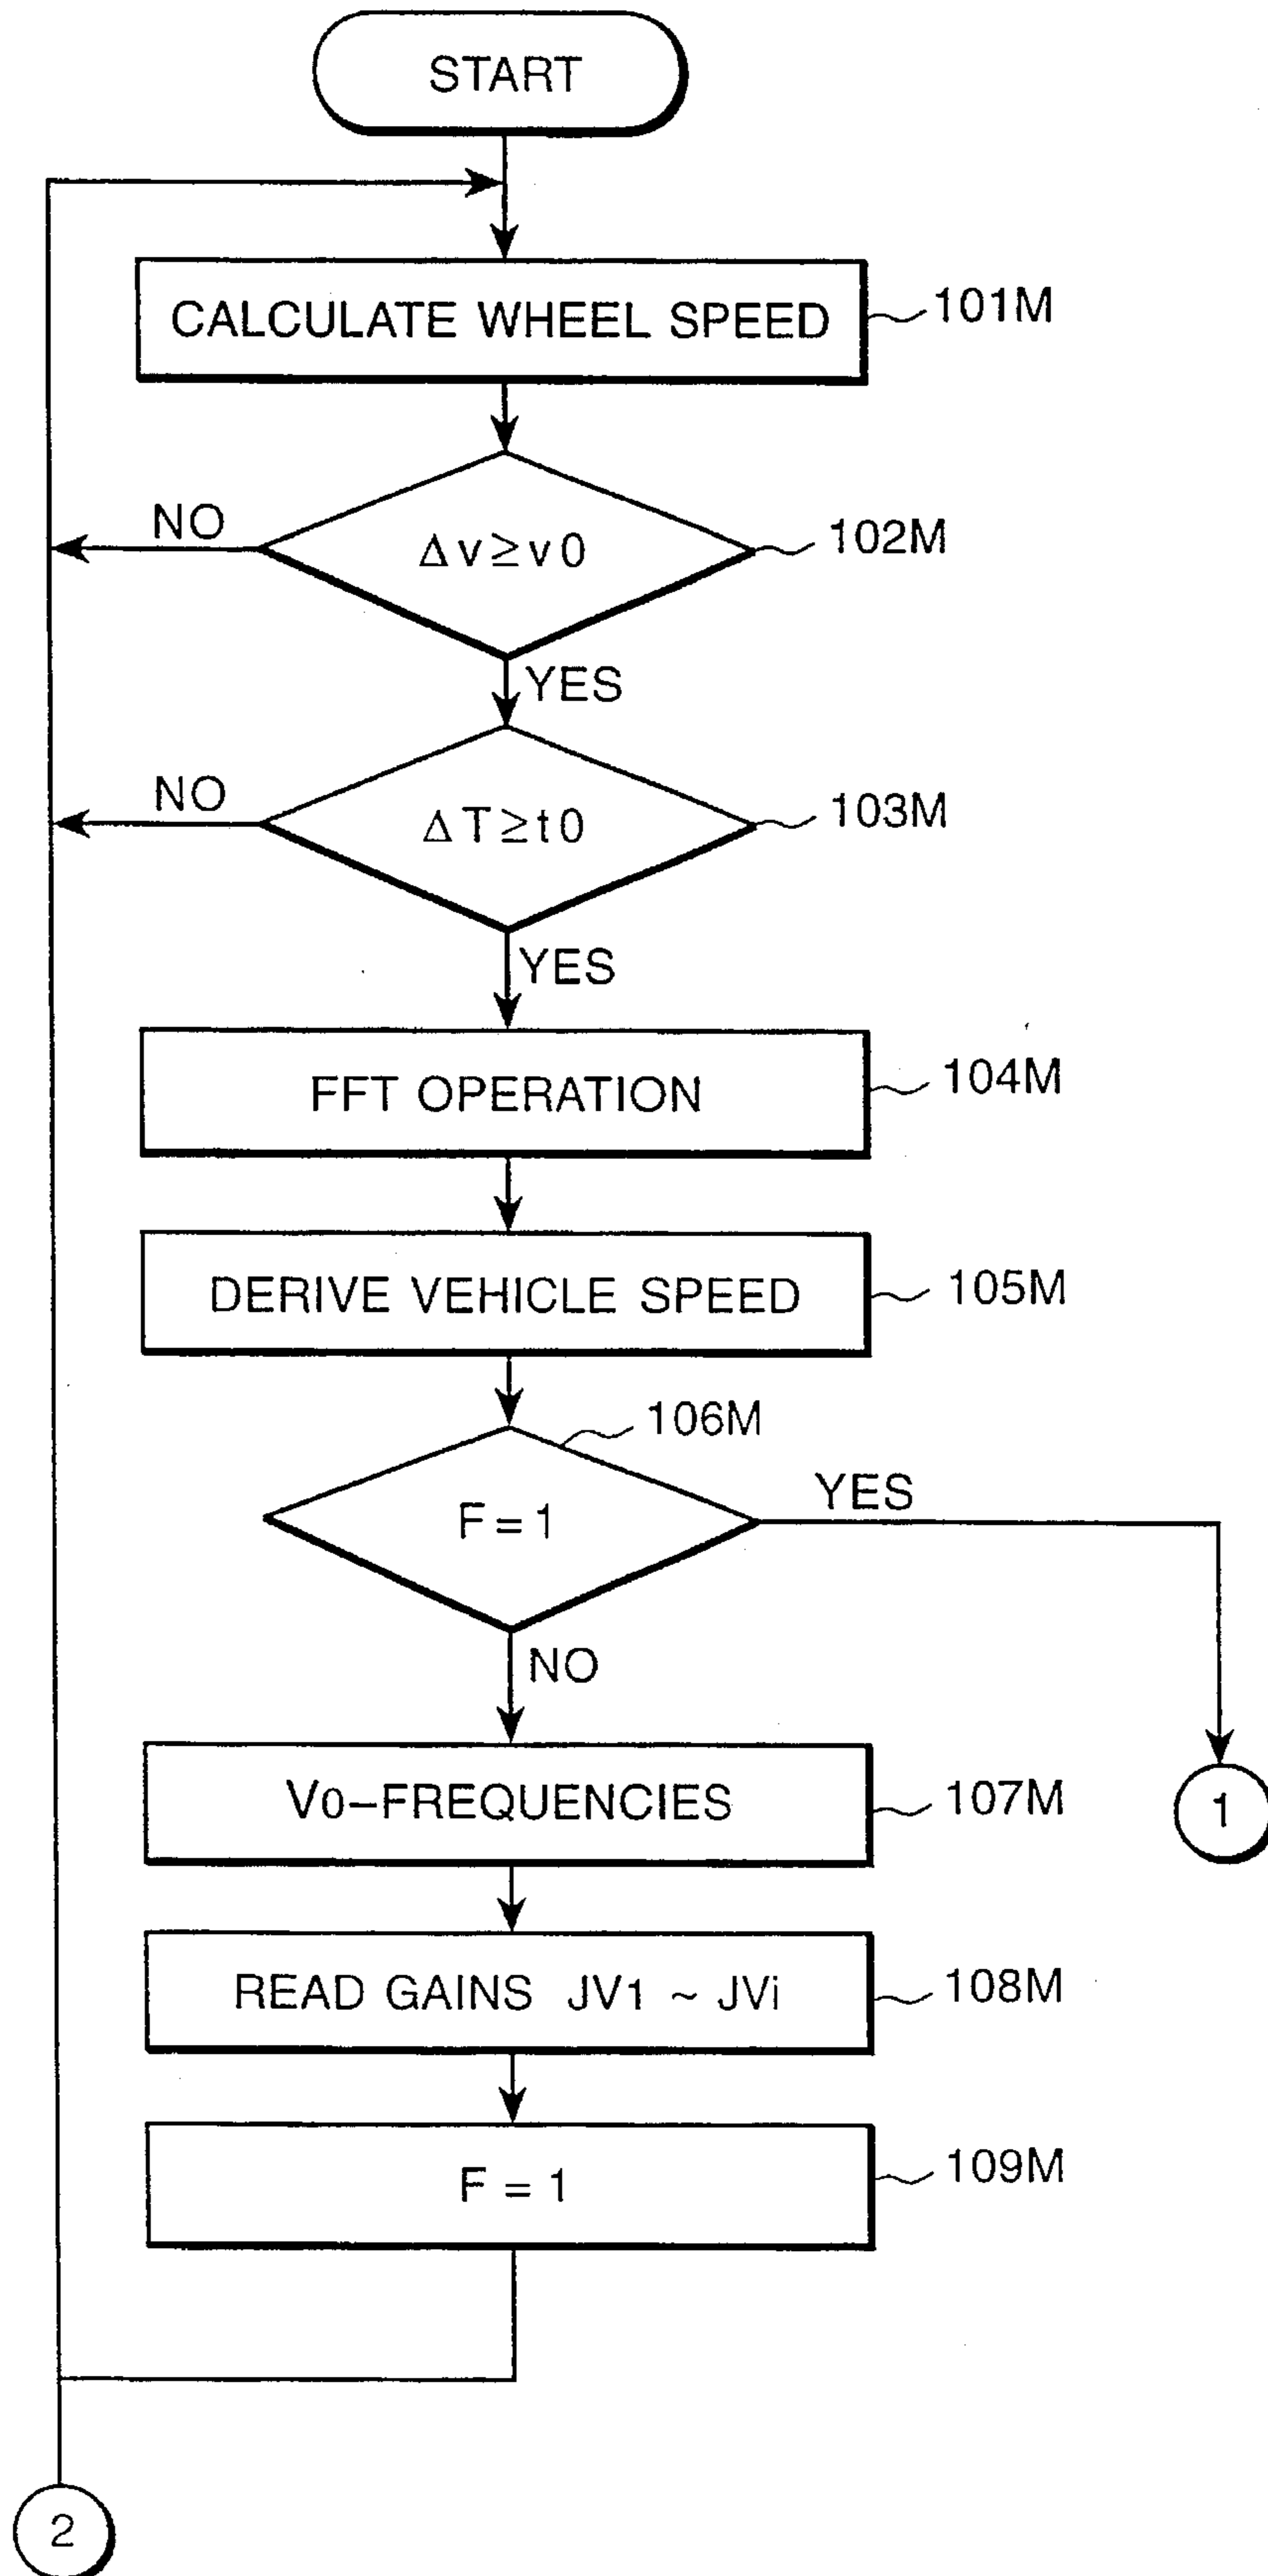 START
CALCULATE WHEEL SPEED
101M
NO
Δv≥v0
102M
YES
NO
ΔT≥t0
103M
YES
FFT OPERATION
104M
DERIVE VEHICLE SPEED
105M
106M
F=1
YES
NO
V0-FREQUENCIES
107M
1
READ GAINS JV1 ~ JVi
108M
F = 1
109M
2